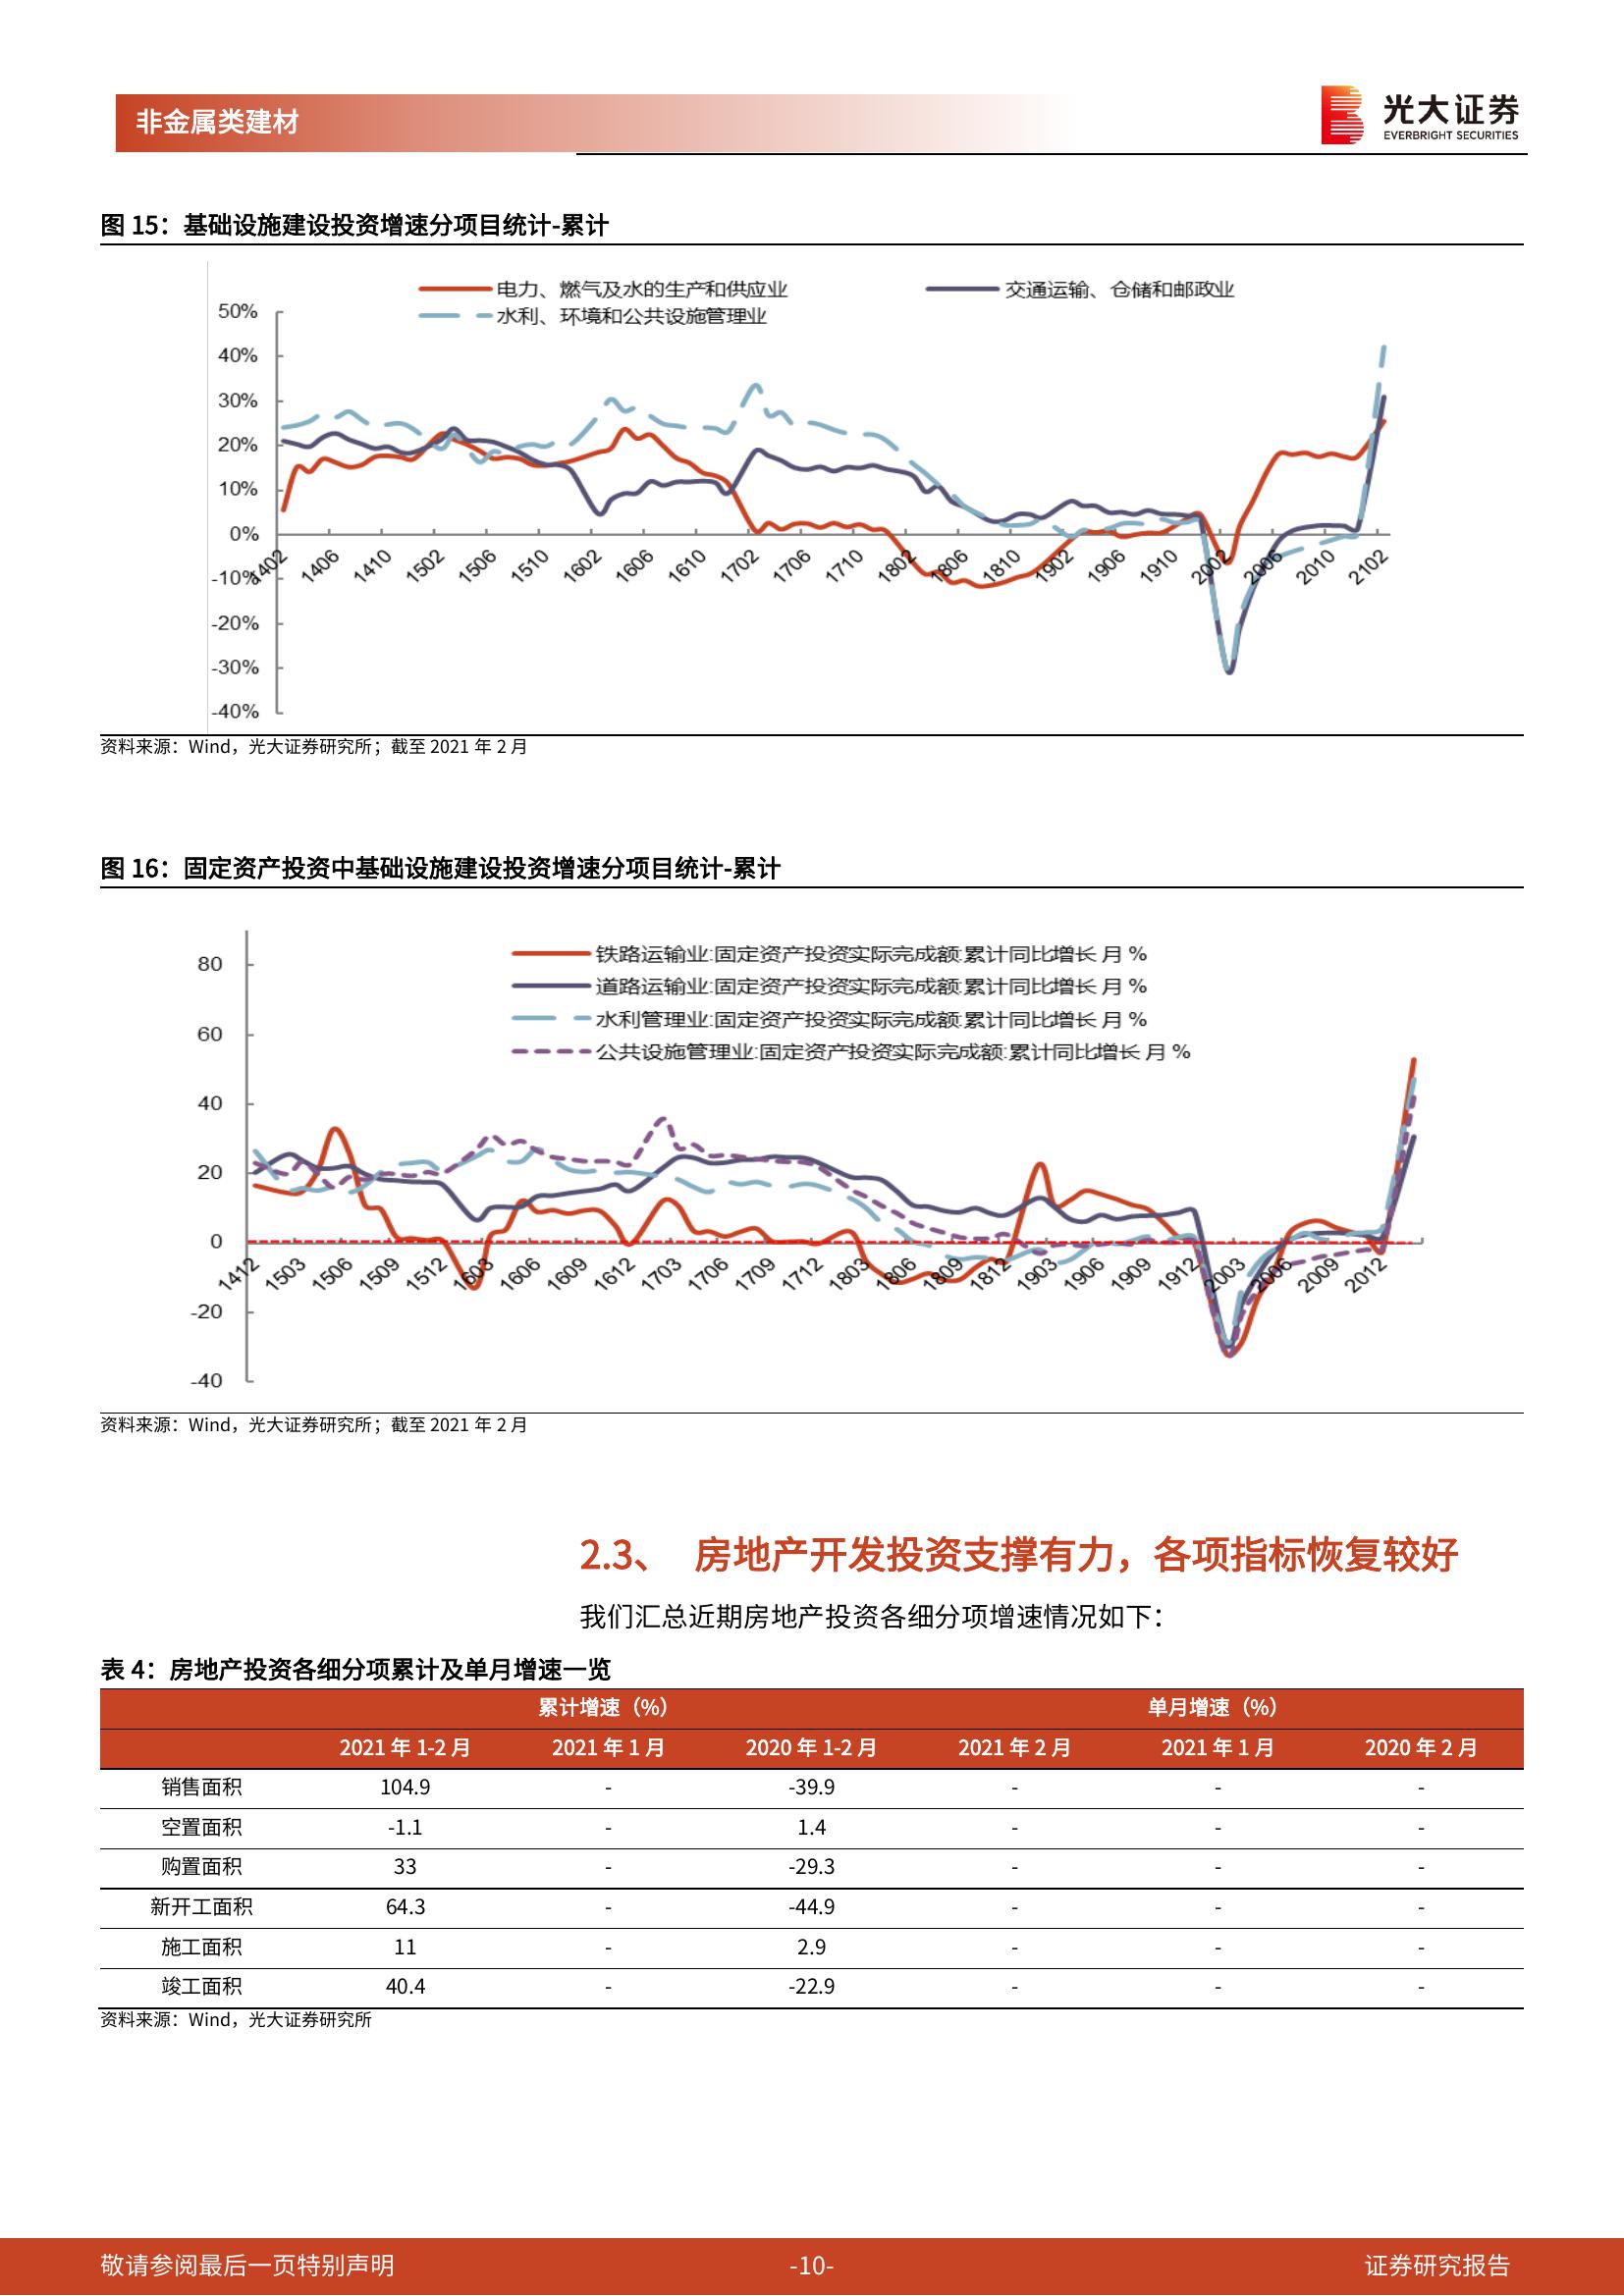 非金属类建材
光大证券
EVERBRIGHT SECURITIES
图 15：基础设施建设投资增速分项目统计-累计
电力、燃气及水的生产和供应业
交通运输、仓储和邮政业
水利、环境和公共设施管理业
50%
40%
30%
20%
10%
0%
-10%
-20%
-30%
-40%
1402 1406 1410 1502 1506 1510 1602 1606 1610 1702 1706 1710 1802 1806 1810 1902 1906 1910 2002 2006 2010 2102
资料来源：Wind，光大证券研究所；截至 2021 年 2 月
图 16：固定资产投资中基础设施建设投资增速分项目统计-累计
铁路运输业:固定资产投资实际完成额:累计同比增长 月 %
道路运输业:固定资产投资实际完成额:累计同比增长 月 %
水利管理业:固定资产投资实际完成额:累计同比增长 月 %
公共设施管理业:固定资产投资实际完成额:累计同比增长 月 %
80
60
40
20
0
-20
-40
1412 1503 1506 1509 1512 1603 1606 1609 1612 1703 1706 1709 1712 1803 1806 1809 1812 1903 1906 1909 1912 2003 2006 2009 2012
资料来源：Wind，光大证券研究所；截至 2021 年 2 月
2.3、 房地产开发投资支撑有力，各项指标恢复较好
我们汇总近期房地产投资各细分项增速情况如下：
表 4：房地产投资各细分项累计及单月增速一览
累计增速（%） 单月增速（%）
2021 年 1-2 月 2021 年 1 月 2020 年 1-2 月 2021 年 2 月 2021 年 1 月 2020 年 2 月
销售面积 104.9 - -39.9 - - -
空置面积 -1.1 - 1.4 - - -
购置面积 33 - -29.3 - - -
新开工面积 64.3 - -44.9 - - -
施工面积 11 - 2.9 - - -
竣工面积 40.4 - -22.9 - - -
资料来源：Wind，光大证券研究所
敬请参阅最后一页特别声明 -10- 证券研究报告